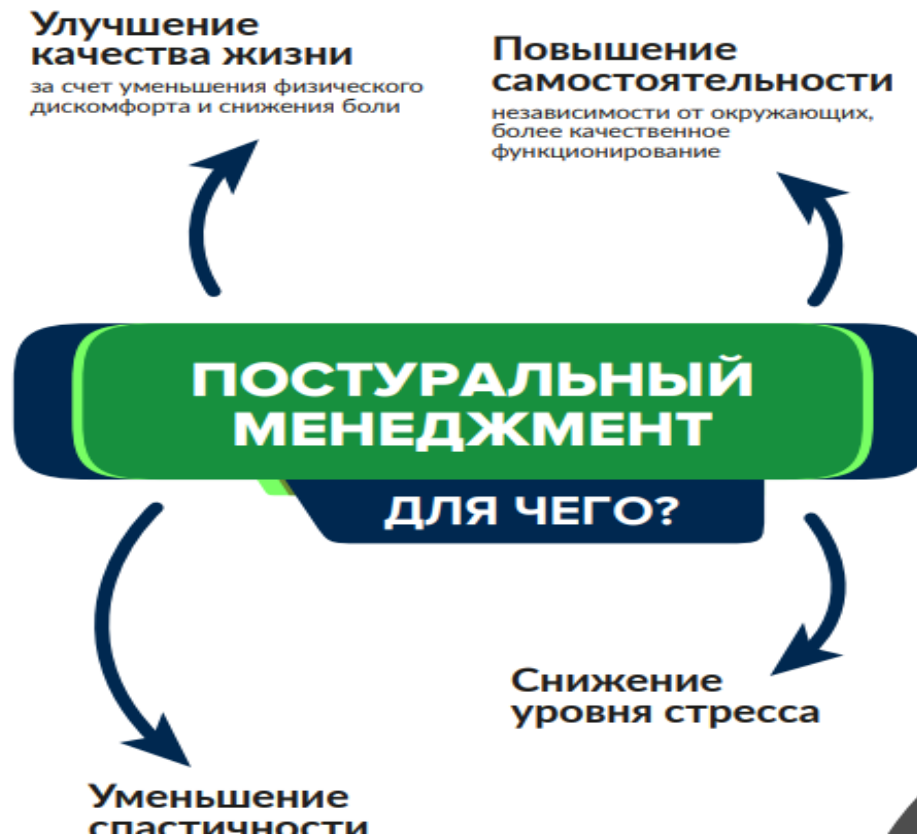 Улучшение
качества жизни
за счет уменьшения физического
дискомфорта и снижения боли
Повышение
самостоятельности
независимости от окружающих,
более качественное
функционирование
ПОСТУРАЛЬНЫЙ
МЕНЕДЖМЕНТ
ДЛЯ ЧЕГО?
Снижение
уровня стресса
Уменьшение
спастичности